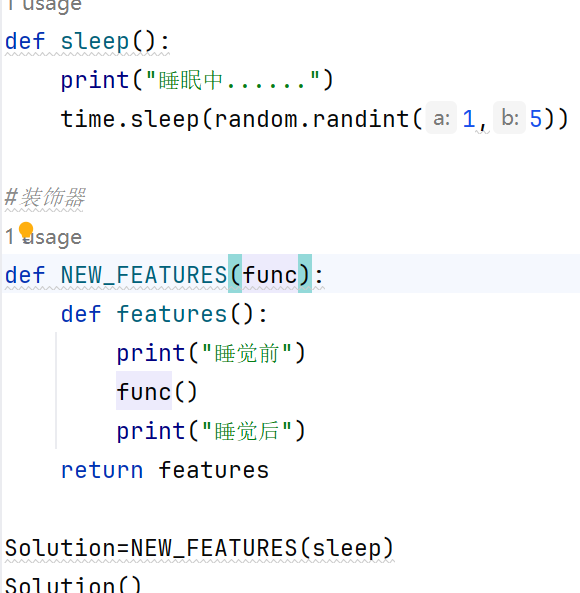 1 usage
def sleep():
    print("睡眠中......")
    time.sleep(random.randint(a: 1,b: 5))
#装饰器
1 usage
def NEW_FEATURES(func):
    def features():
        print("睡觉前")
        func()
        print("睡觉后")
    return features
Solution=NEW_FEATURES(sleep)
Solution()